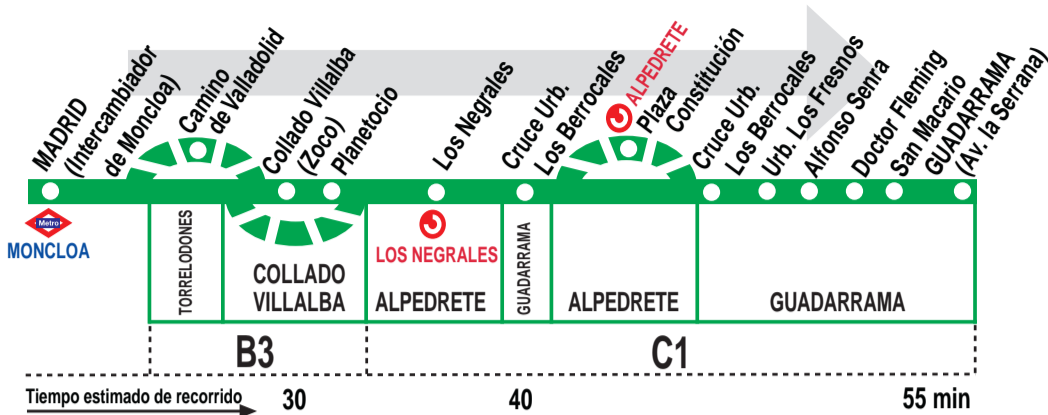 MADRID
(Intercambiador
de Moncloa)
Camino
de Valladolid
Collado Villalba
(Zoco)
Planetocio
Los Negrales
Cruce Urb.
Los Berrocales
ALPEDRETE
Plaza
Constitución
Cruce Urb.
Los Berrocales
Urb. Los Fresnos
Alfonso Senra
Doctor Fleming
San Macario
GUADARRAMA
(Av. la Serrana)
Metro
MONCLOA
LOS NEGRALES
TORRELODONES
COLLADO
VILLALBA
ALPEDRETE
GUADARRAMA
ALPEDRETE
GUADARRAMA
B3
C1
Tiempo estimado de recorrido
30
40
55 min